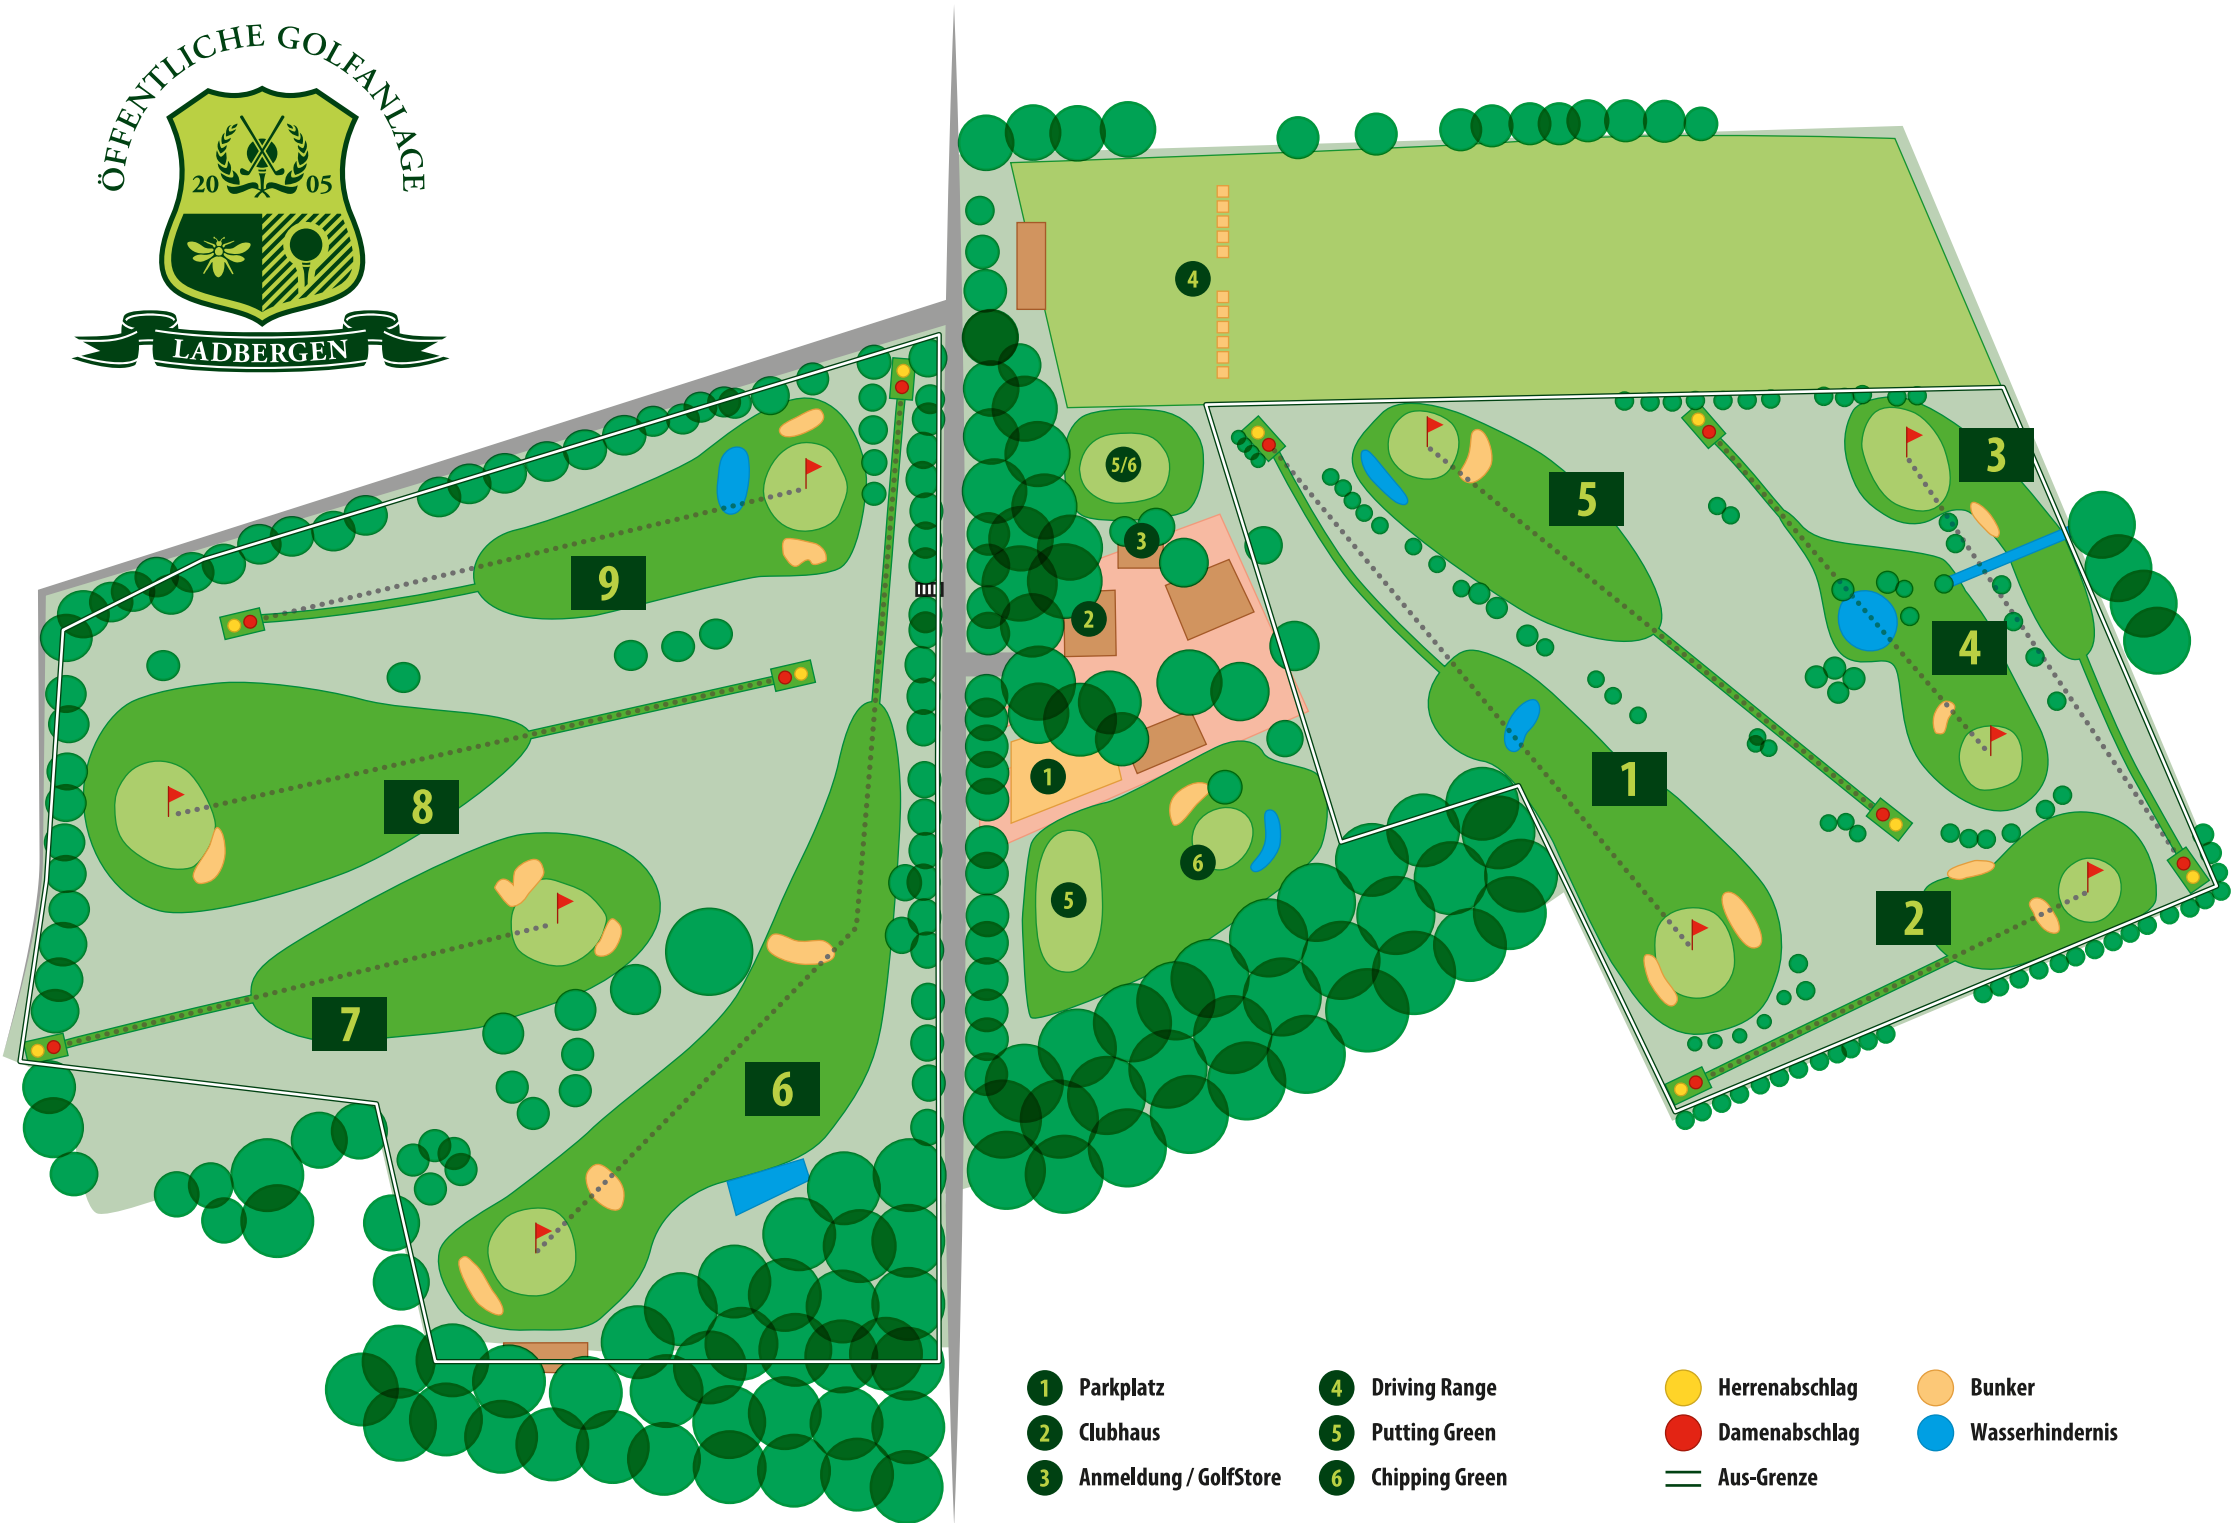 ÖFFENTLICHE GOLFANLAGE
20 05
LADBERGEN
4
5/6
3
2
1
5
6
5
3
4
1
2
9
8
7
6
1 Parkplatz
2 Clubhaus
3 Anmeldung / GolfStore
4 Driving Range
5 Putting Green
6 Chipping Green
Herrenabschlag
Damenabschlag
Aus-Grenze
Bunker
Wasserhindernis